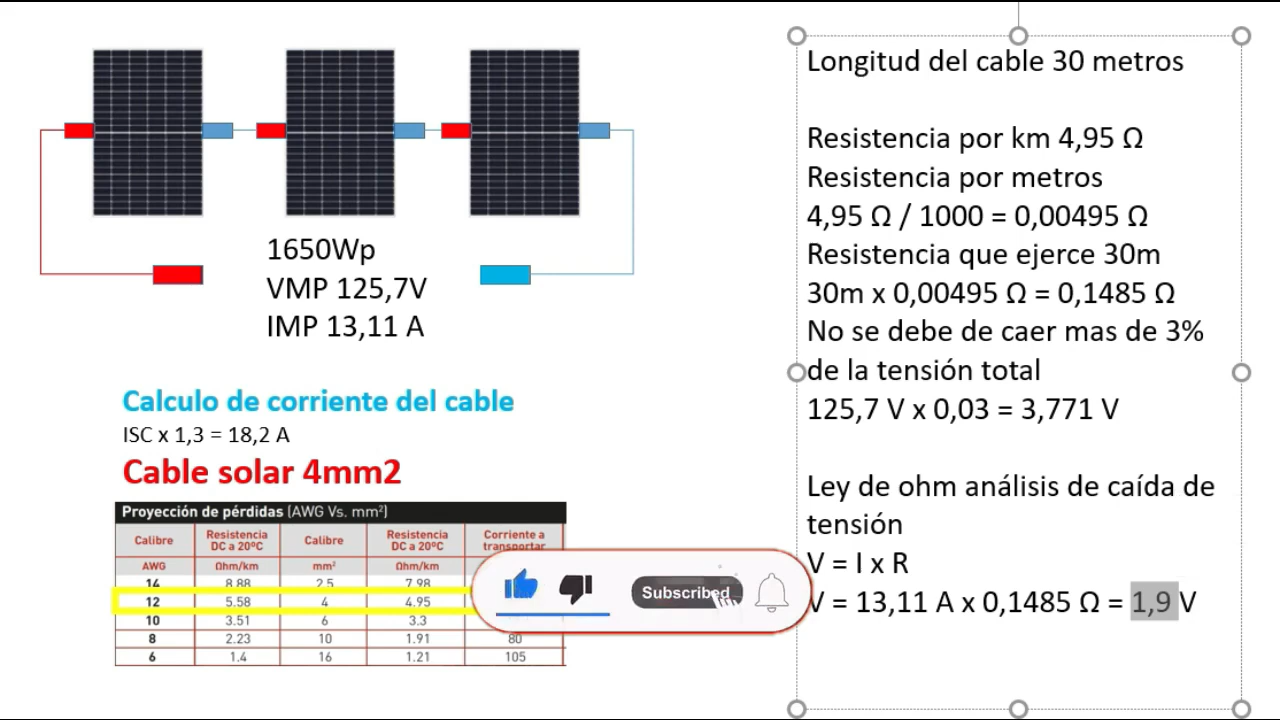 1650Wp
VMP 125,7V
IMP 13,11 A
Calculo de corriente del cable
ISC x 1,3 = 18,2 A
Cable solar 4mm2
Proyección de pérdidas (AWG Vs. mm²)
Calibre Resistencia DC a 20ºC Calibre Resistencia DC a 20ºC Corriente a transportar
AWG Ohm/km mm² Ohm/km
14 8.88 2.5 7.98
12 5.58 4 4.95
10 3.51 6 3.3
8 2.23 10 1.91 80
6 1.4 16 1.21 105
Subscribed
Longitud del cable 30 metros
Resistencia por km 4,95 Ω
Resistencia por metros
4,95 Ω / 1000 = 0,00495 Ω
Resistencia que ejerce 30m
30m x 0,00495 Ω = 0,1485 Ω
No se debe de caer mas de 3%
de la tensión total
125,7 V x 0,03 = 3,771 V
Ley de ohm análisis de caída de
tensión
V = I x R
V = 13,11 A x 0,1485 Ω = 1,9 V